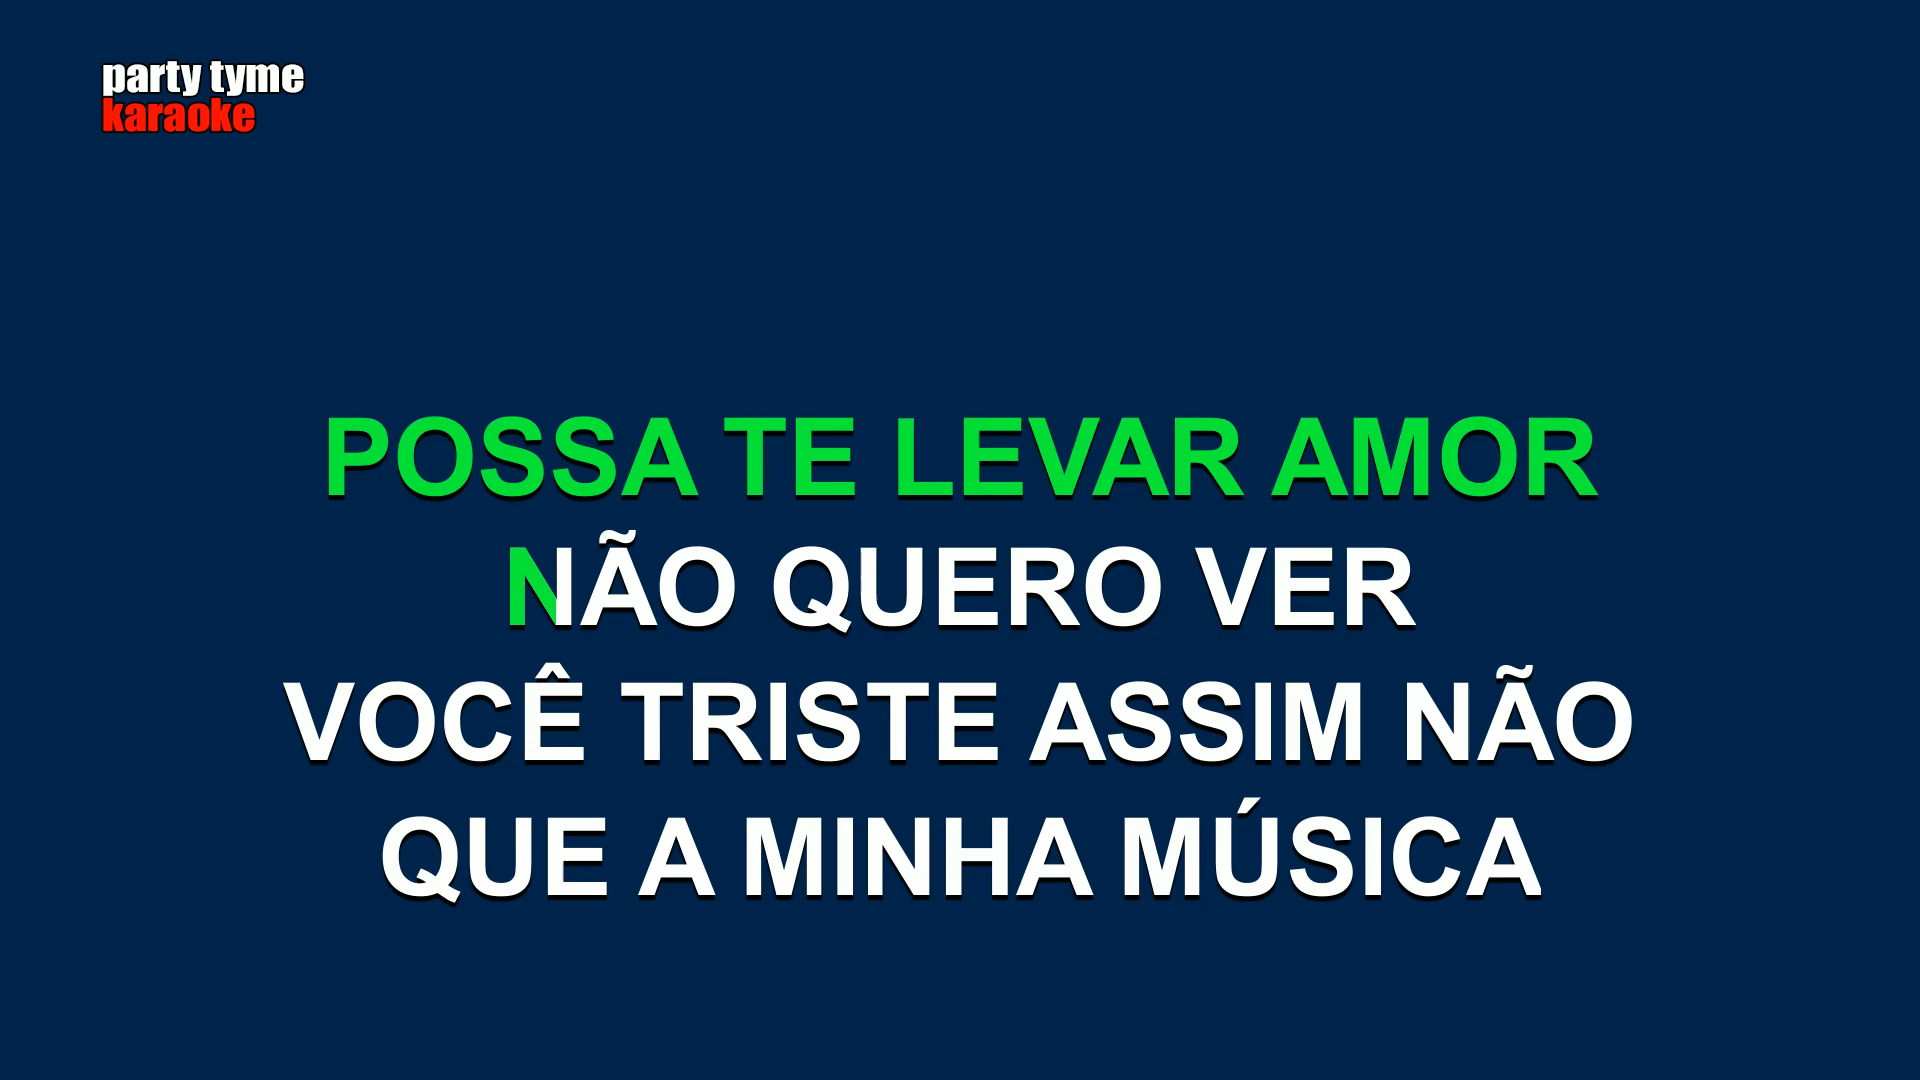 party tyme
karaoke
POSSA TE LEVAR AMOR
NÃO QUERO VER
VOCÊ TRISTE ASSIM NÃO
QUE A MINHA MÚSICA